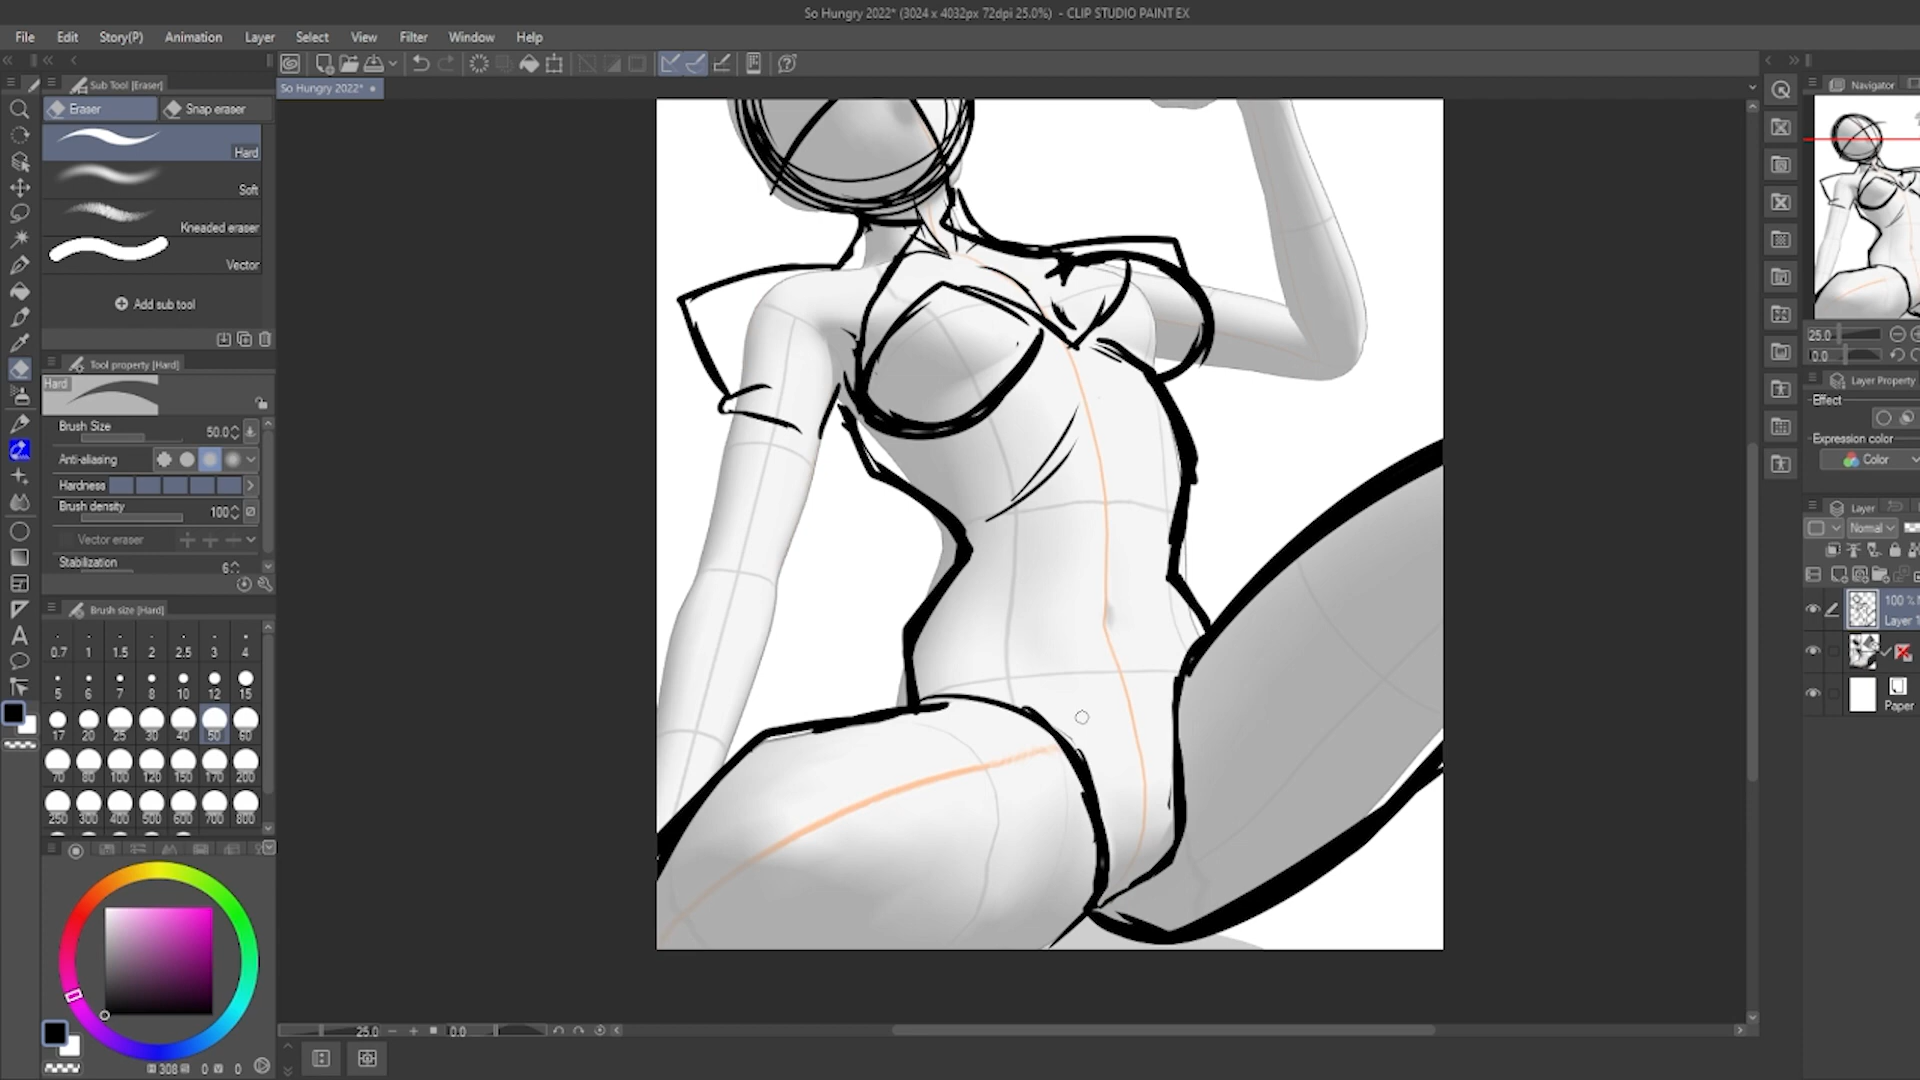 So Hungry 2022* (3024 x 4032px 72dpi 25.0%) - CLIP STUDIO PAINT EX
File Edit Story(P) Animation Layer Select View Filter Window Help
Sub Tool [Eraser]
Eraser Snap eraser
Hard
Soft
Kneaded eraser
Vector
Add sub tool
Tool property [Hard]
Hard
Brush Size 50.0
Anti-aliasing
Hardness
Brush density 100
Vector eraser
Stabilization 6
Brush size [Hard]
0.7 1 1.5 2 2.5 3 4
5 6 7 8 10 12 15
17 20 25 30 40 50 60
70 80 100 120 150 170 200
250 300 400 500 600 700 800
308 0 0
So Hungry 2022*
25.0 0.0
Navigator
25.0
0.0
Layer Property
Effect
Expression color
Color
Layer
Normal
100 %
Layer 1
Paper